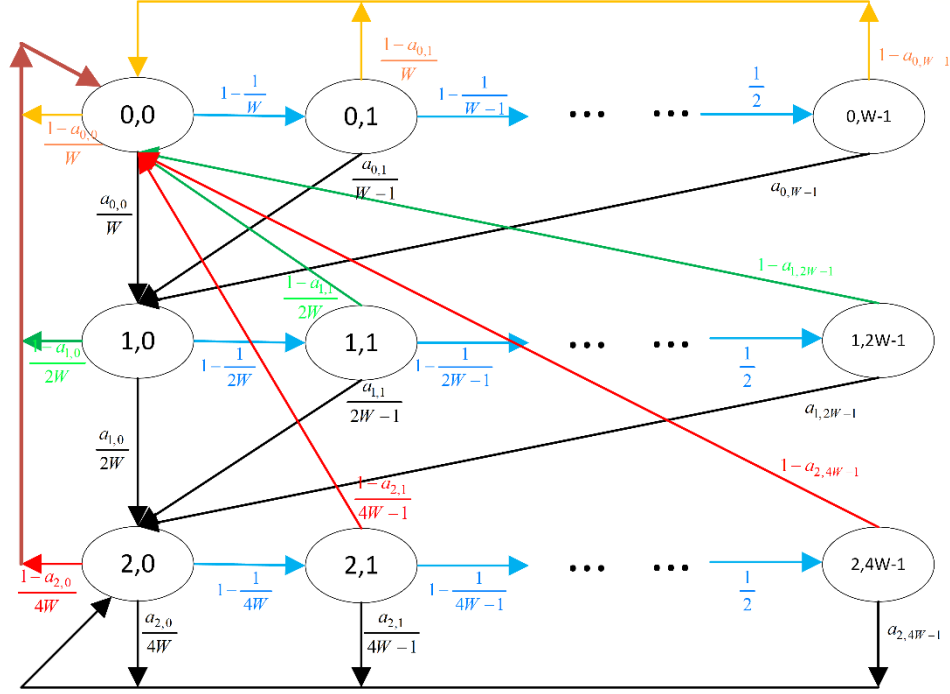 1−a_{0,1}/W
1−a_{0,W−1}
0,0
1−1/W
0,1
1−1/(W−1)
••• •••
1/2
0,W-1
1−a_{0,0}/W
a_{0,0}/W
a_{0,1}/(W−1)
a_{0,W−1}
1−a_{1,1}/2W
1−a_{1,2W−1}
1,0
1−1/2W
1,1
1−1/(2W−1)
••• •••
1/2
1,2W-1
1−a_{1,0}/2W
a_{1,0}/2W
a_{1,1}/(2W−1)
a_{1,2W−1}
1−a_{2,1}/(4W−1)
1−a_{2,4W−1}
2,0
1−1/4W
2,1
1−1/(4W−1)
••• •••
1/2
2,4W-1
1−a_{2,0}/4W
a_{2,0}/4W
a_{2,1}/(4W−1)
a_{2,4W−1}